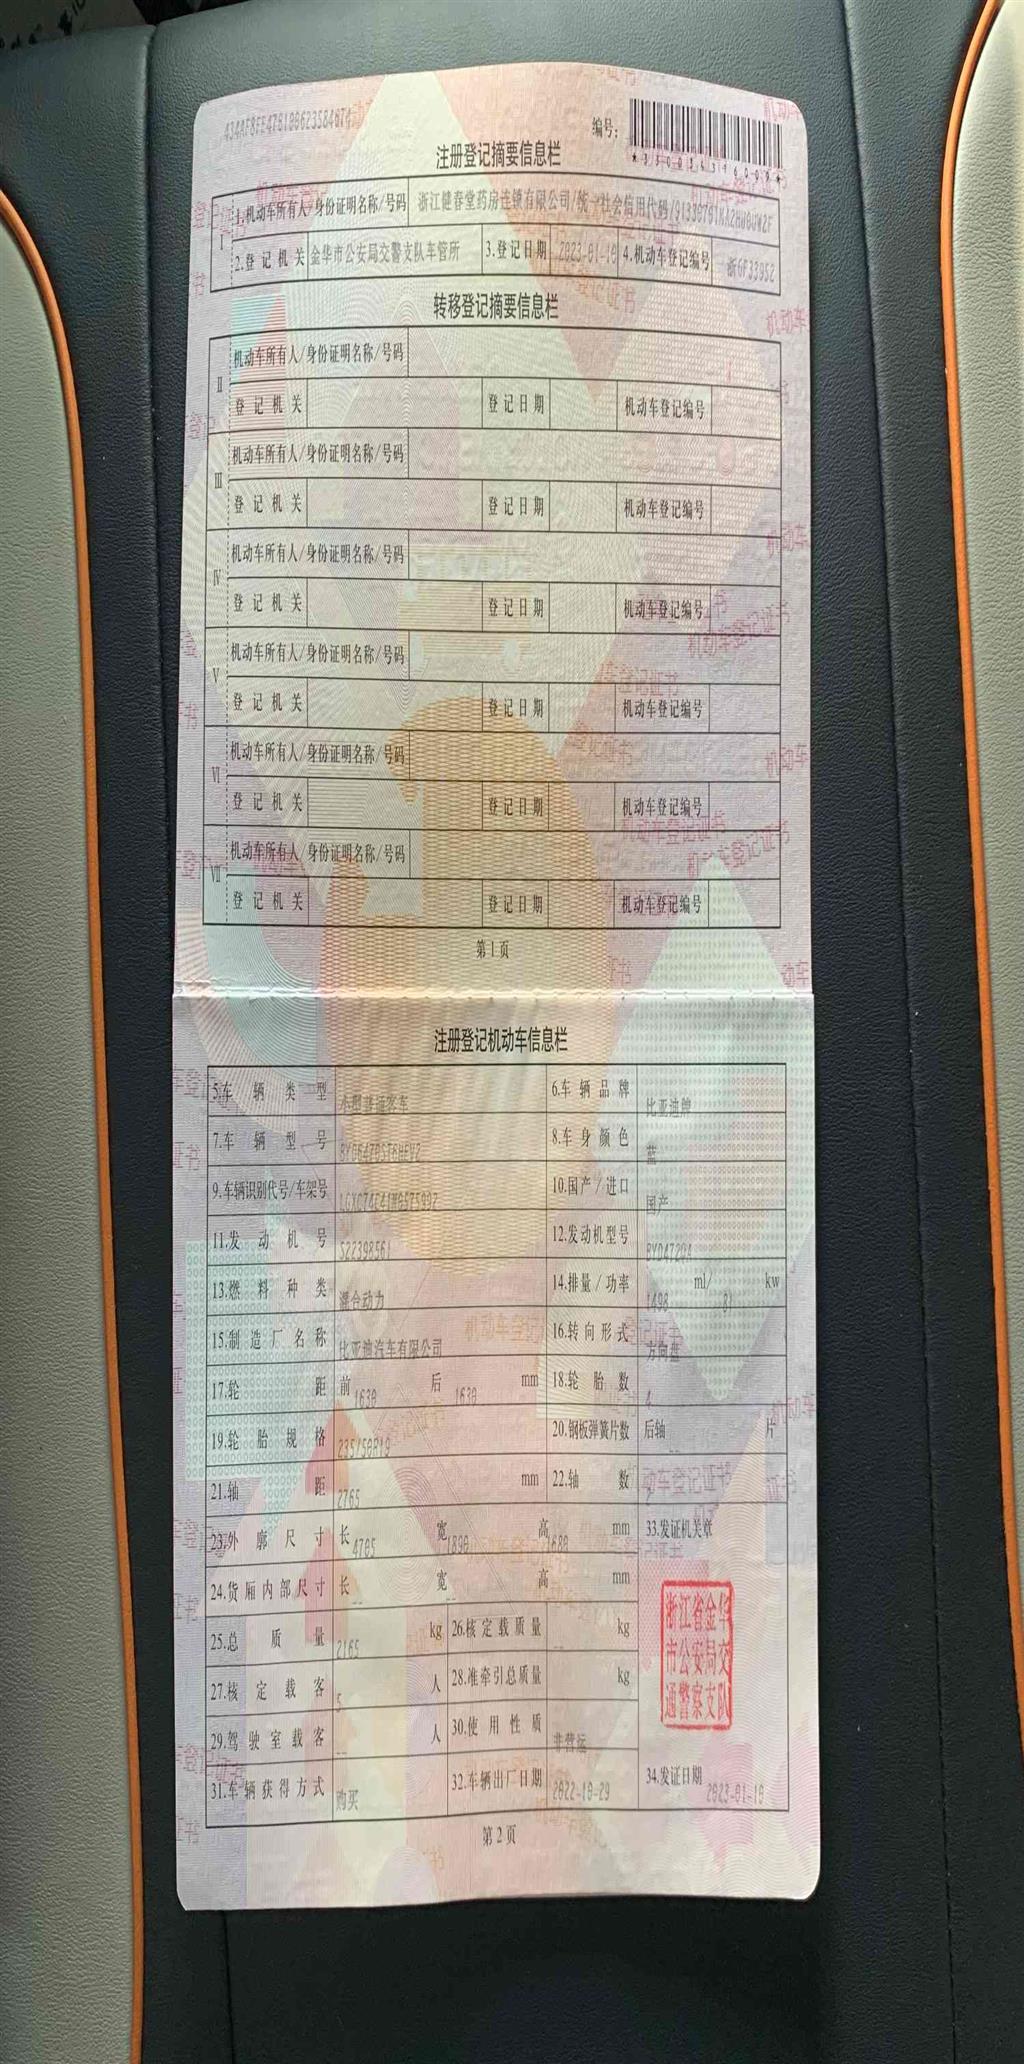 编号：
*330036396000*
注册登记摘要信息栏
Ⅰ
1.机动车所有人/身份证明名称/号码 浙江健春堂药房连锁有限公司/统一社会信用代码
2.登记机关 金华市公安局交警支队车管所 3.登记日期 2023-01-10 4.机动车登记编号
转移登记摘要信息栏
Ⅱ
机动车所有人/身份证明名称/号码
登记机关 登记日期 机动车登记编号
Ⅲ
机动车所有人/身份证明名称/号码
登记机关 登记日期 机动车登记编号
Ⅳ
机动车所有人/身份证明名称/号码
登记机关 登记日期 机动车登记编号
Ⅴ
机动车所有人/身份证明名称/号码
登记机关 登记日期 机动车登记编号
Ⅵ
机动车所有人/身份证明名称/号码
登记机关 登记日期 机动车登记编号
Ⅶ
机动车所有人/身份证明名称/号码
登记机关 登记日期 机动车登记编号
第1页
注册登记机动车信息栏
5.车辆类型 小型普通客车 6.车辆品牌 比亚迪牌
7.车辆型号 8.车身颜色 蓝
9.车辆识别代号/车架号 10.国产/进口 国产
11.发动机号 S22398561 12.发动机型号
13.燃料种类 混合动力 14.排量/功率 1498 ml/ 81 kw
15.制造厂名称 比亚迪汽车有限公司 16.转向形式 方向盘
17.轮距 前 1630 后 1630 mm 18.轮胎数 4
19.轮胎规格 235/50R19 20.钢板弹簧片数 后轴 -- 片
21.轴距 2765 mm 22.轴数 2
23.外廓尺寸 长 4705 宽 1890 高 1680 mm 33.发证机关章
24.货厢内部尺寸 长 -- 宽 -- 高 -- mm
25.总质量 2165 kg 26.核定载质量 -- kg
浙江省金华
市公安局交
通警察支队
27.核定载客 5 人 28.准牵引总质量 kg
29.驾驶室载客 -- 人 30.使用性质 非营运
31.车辆获得方式 购买 32.车辆出厂日期 2022-10-29 34.发证日期 2023-01-10
第2页